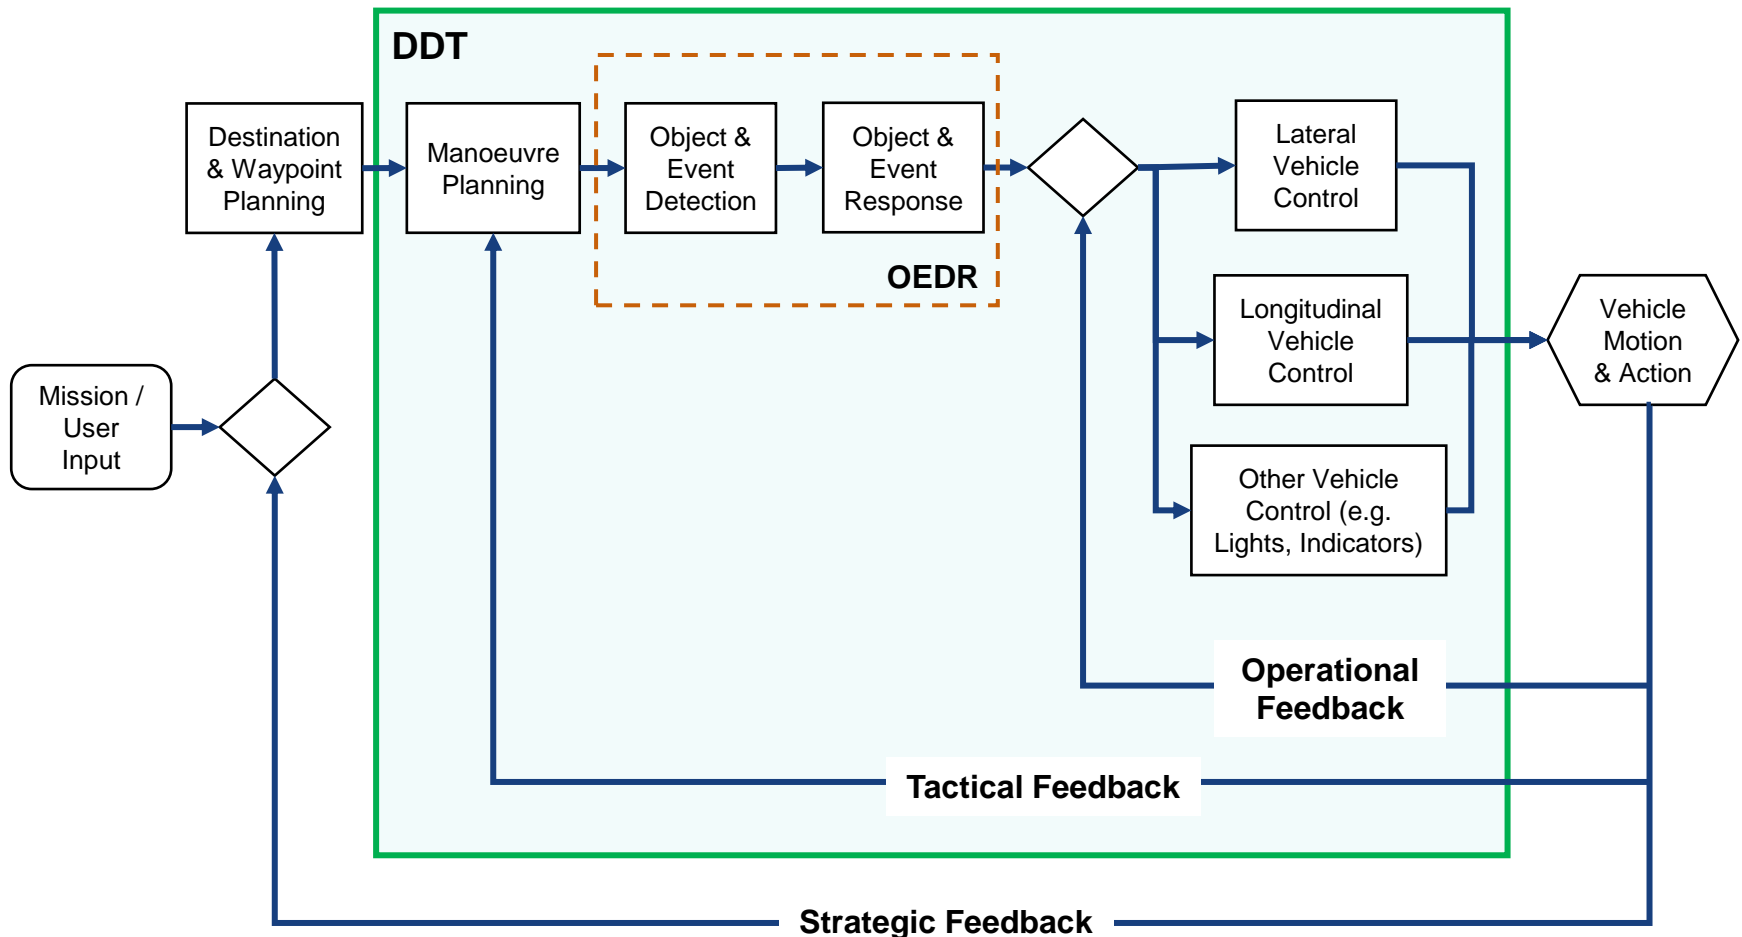 DDT
Destination
& Waypoint
Planning
Manoeuvre
Planning
Object &
Event
Detection
Object &
Event
Response
OEDR
Lateral
Vehicle
Control
Longitudinal
Vehicle
Control
Other Vehicle
Control (e.g.
Lights, Indicators)
Vehicle
Motion
& Action
Mission /
User
Input
Operational
Feedback
Tactical Feedback
Strategic Feedback